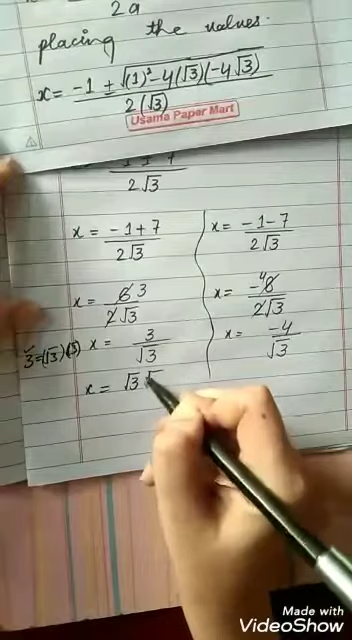 2a
placing the values.
x = -1 ± √(1)² - 4(√3)(-4√3) / 2(√3)
Usama Paper Mart
2√3
x = -1+7 / 2√3
x = -1-7 / 2√3
x = 6 3 / 2√3
x = -4 8 / 2√3
3=(√3)(√3)
x = 3 / √3
x = -4 / √3
x = √3 √
Made with
VideoShow